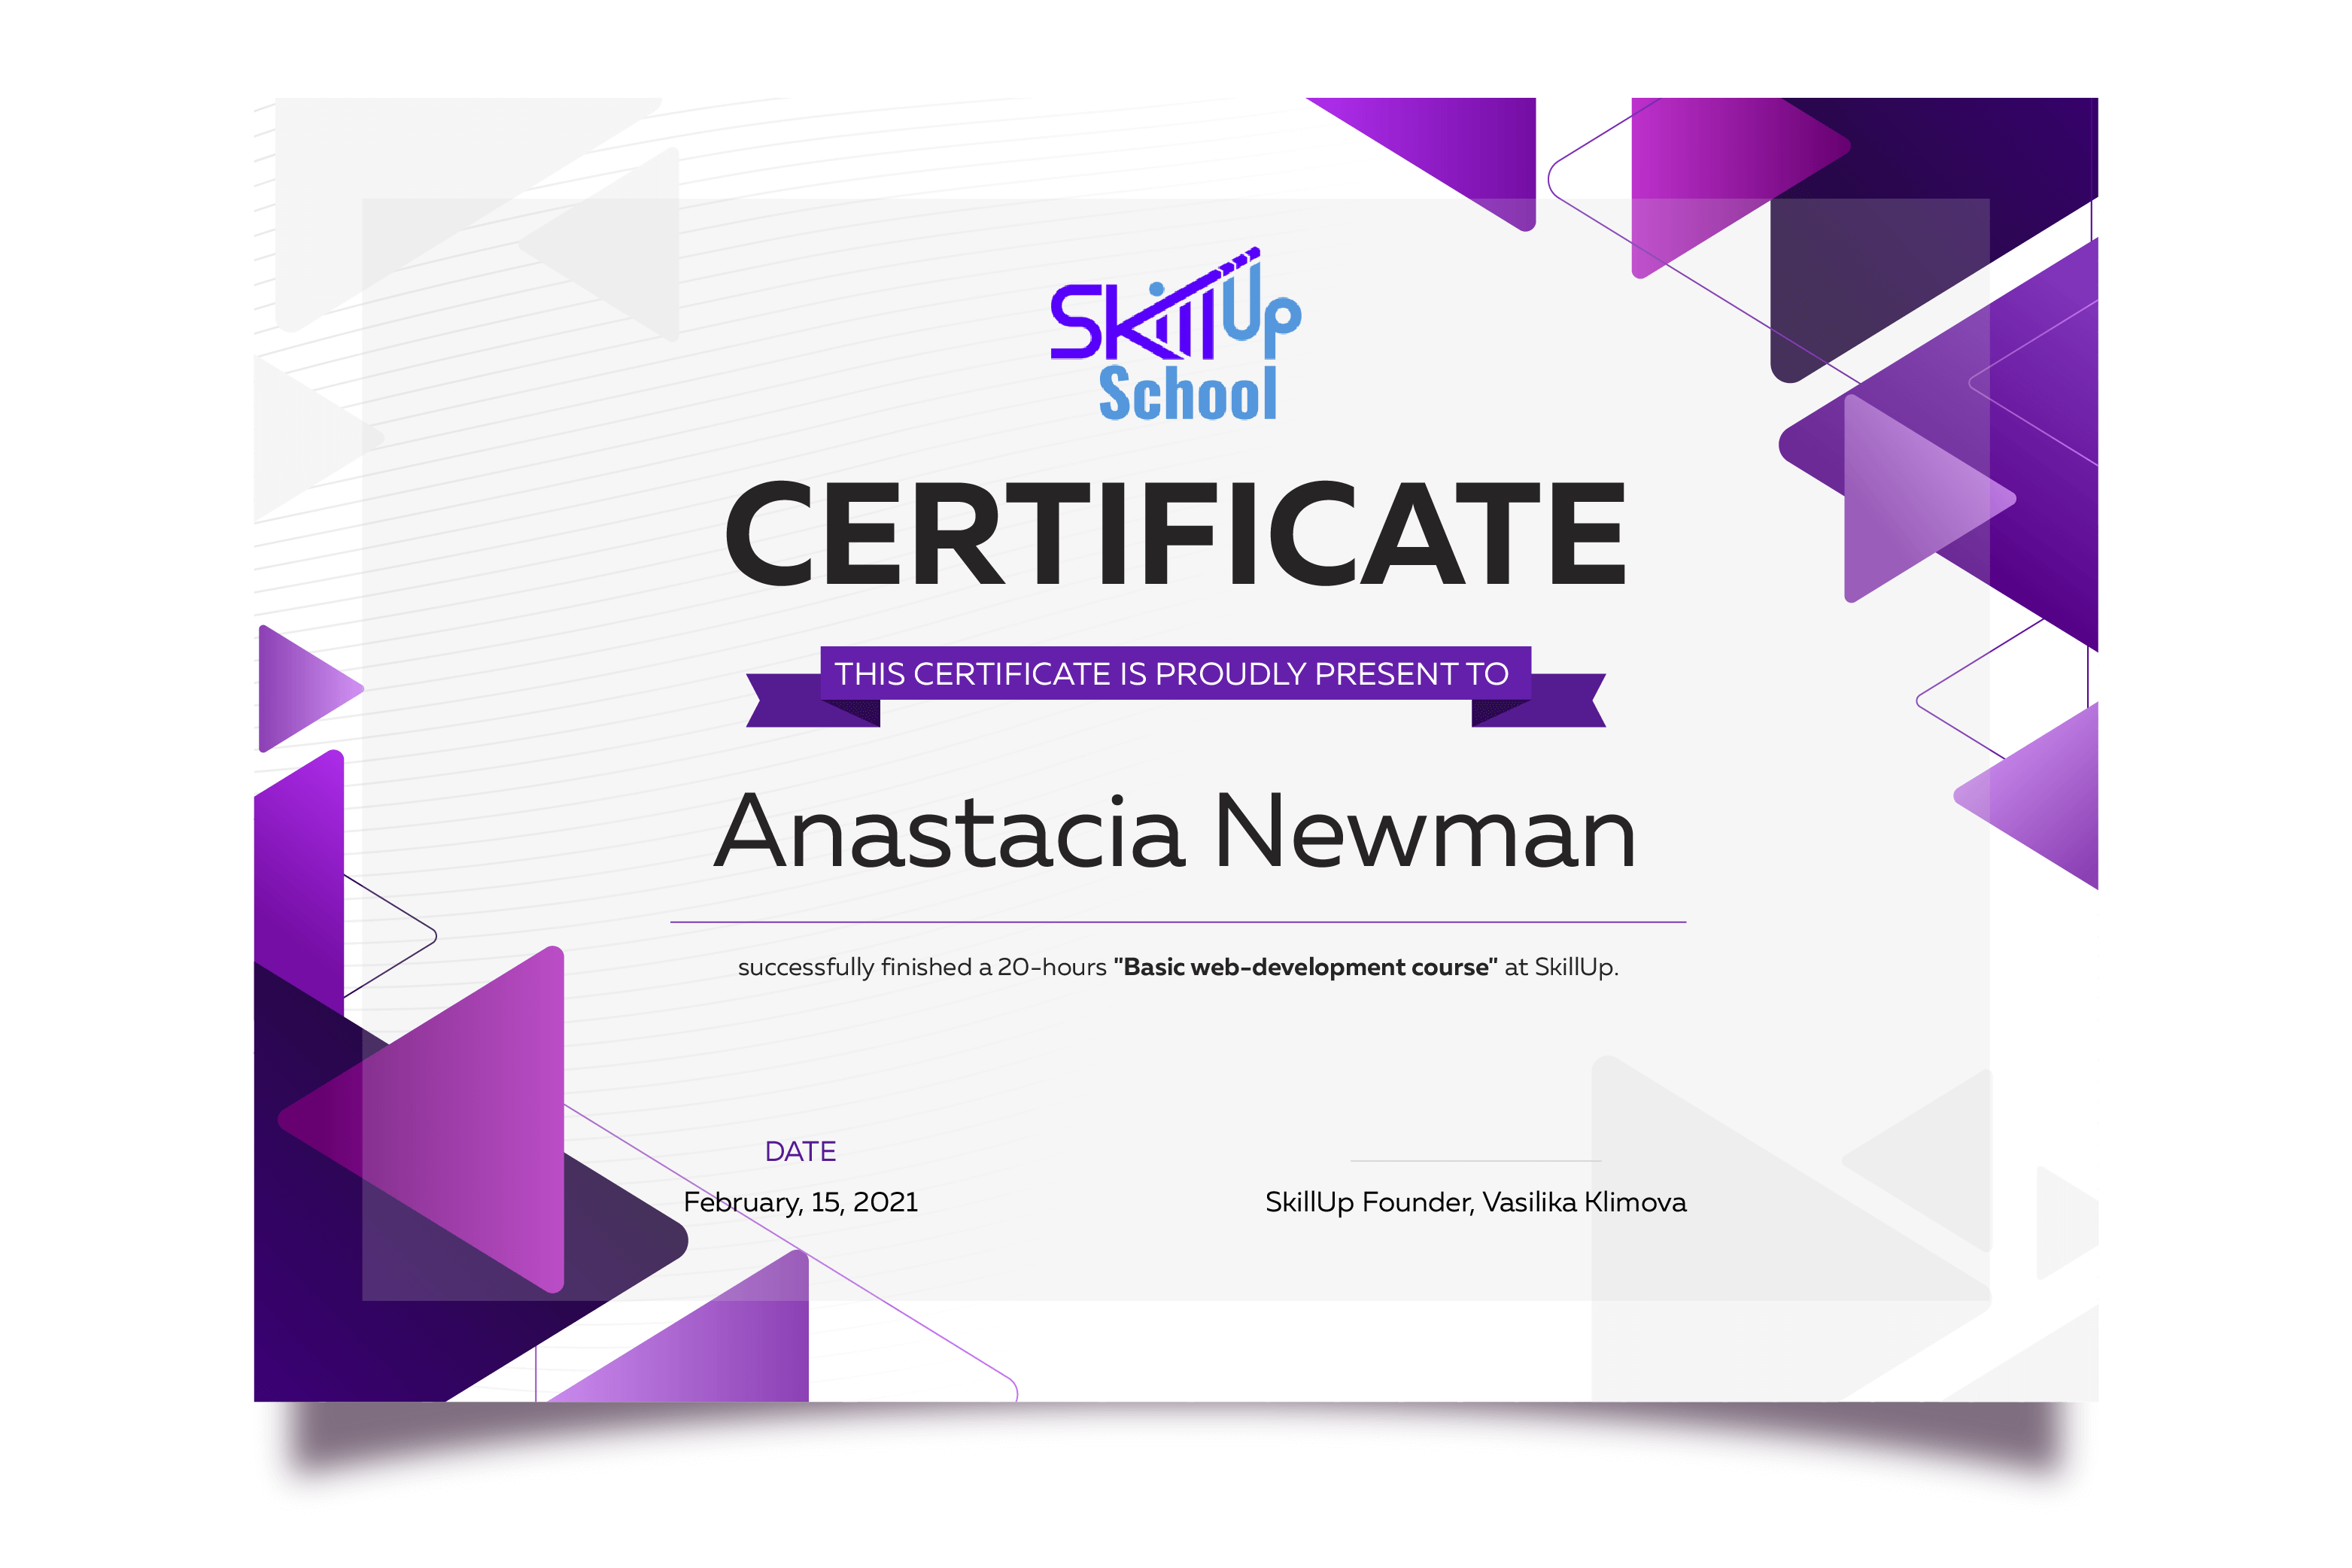 SkillUp
School
CERTIFICATE
THIS CERTIFICATE IS PROUDLY PRESENT TO
Anastacia Newman
successfully finished a 20-hours "Basic web-development course" at SkillUp.
DATE
February, 15, 2021
SkillUp Founder, Vasilika Klimova